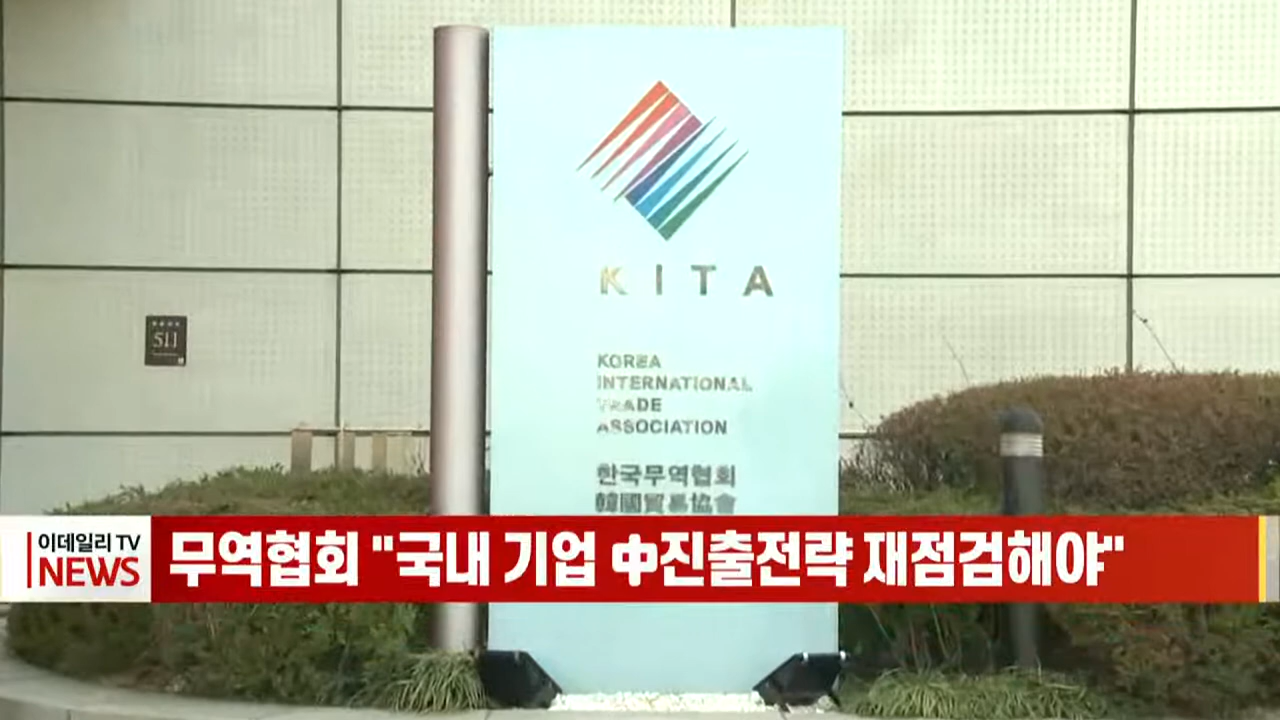 KITA
KOREA
INTERNATIONAL
TRADE
ASSOCIATION
한국무역협회
韓國貿易協會
511
이데일리 TV
NEWS
무역협회 "국내 기업 中진출전략 재점검해야"